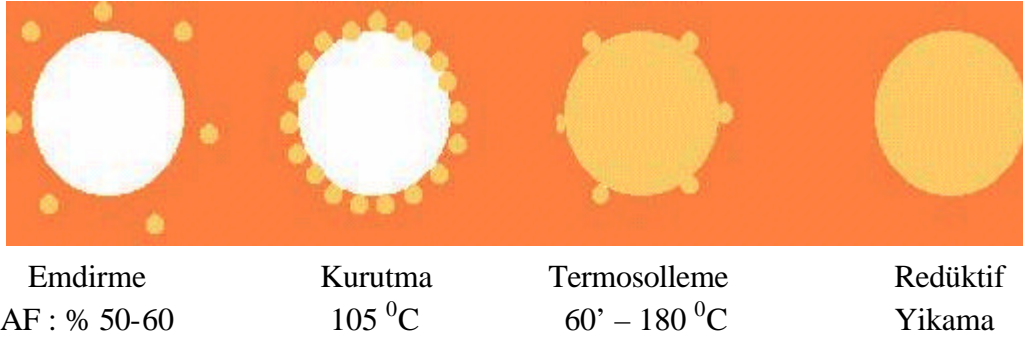 Emdirme Kurutma Termosolleme Redüktif
AF : % 50-60 105 ⁰C 60’ – 180 ⁰C Yikama